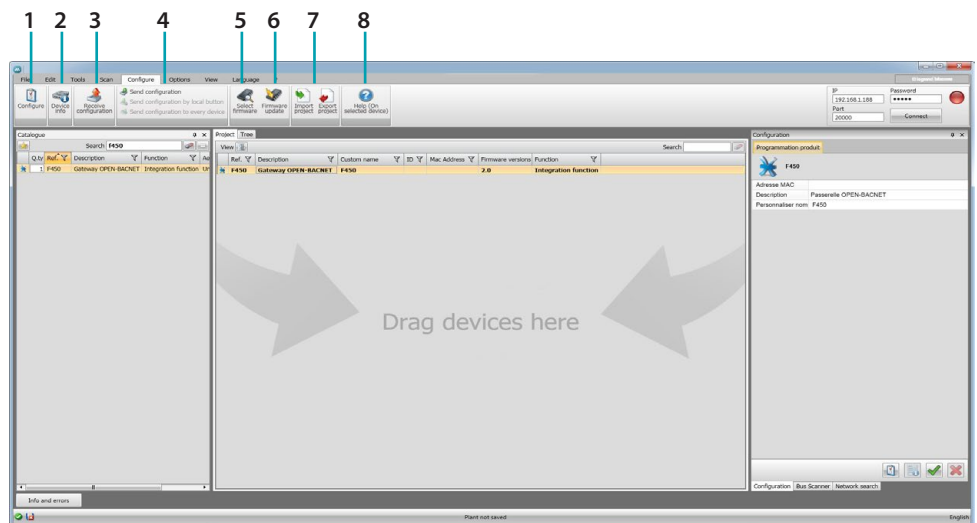 1 2 3 4 5 6 7 8
File Edit Tools Scan Configure Options View Language ?
Configure
Device info
Receive configuration
Send configuration
Send configuration by local button
Send configuration to every device
Select firmware
Firmware update
Import project
Export project
Help (On selected device)
IP
192.168.1.188
Port
20000
Password
•••••
Connect
Catalogue
Search F450
Q.ty Ref. Description Function
1 F450 Gateway OPEN-BACNET Integration function
Project Tree
View
Search
Ref. Description Custom name ID Mac Address Firmware versions Function
F450 Gateway OPEN-BACNET F450 2.0 Integration function
Drag devices here
Configuration
Programmation produit
F450
Adresse MAC
Description Passerelle OPEN-BACNET
Personnaliser nom F450
Configuration Bus Scanner Network search
Info and errors
Plant not saved
English